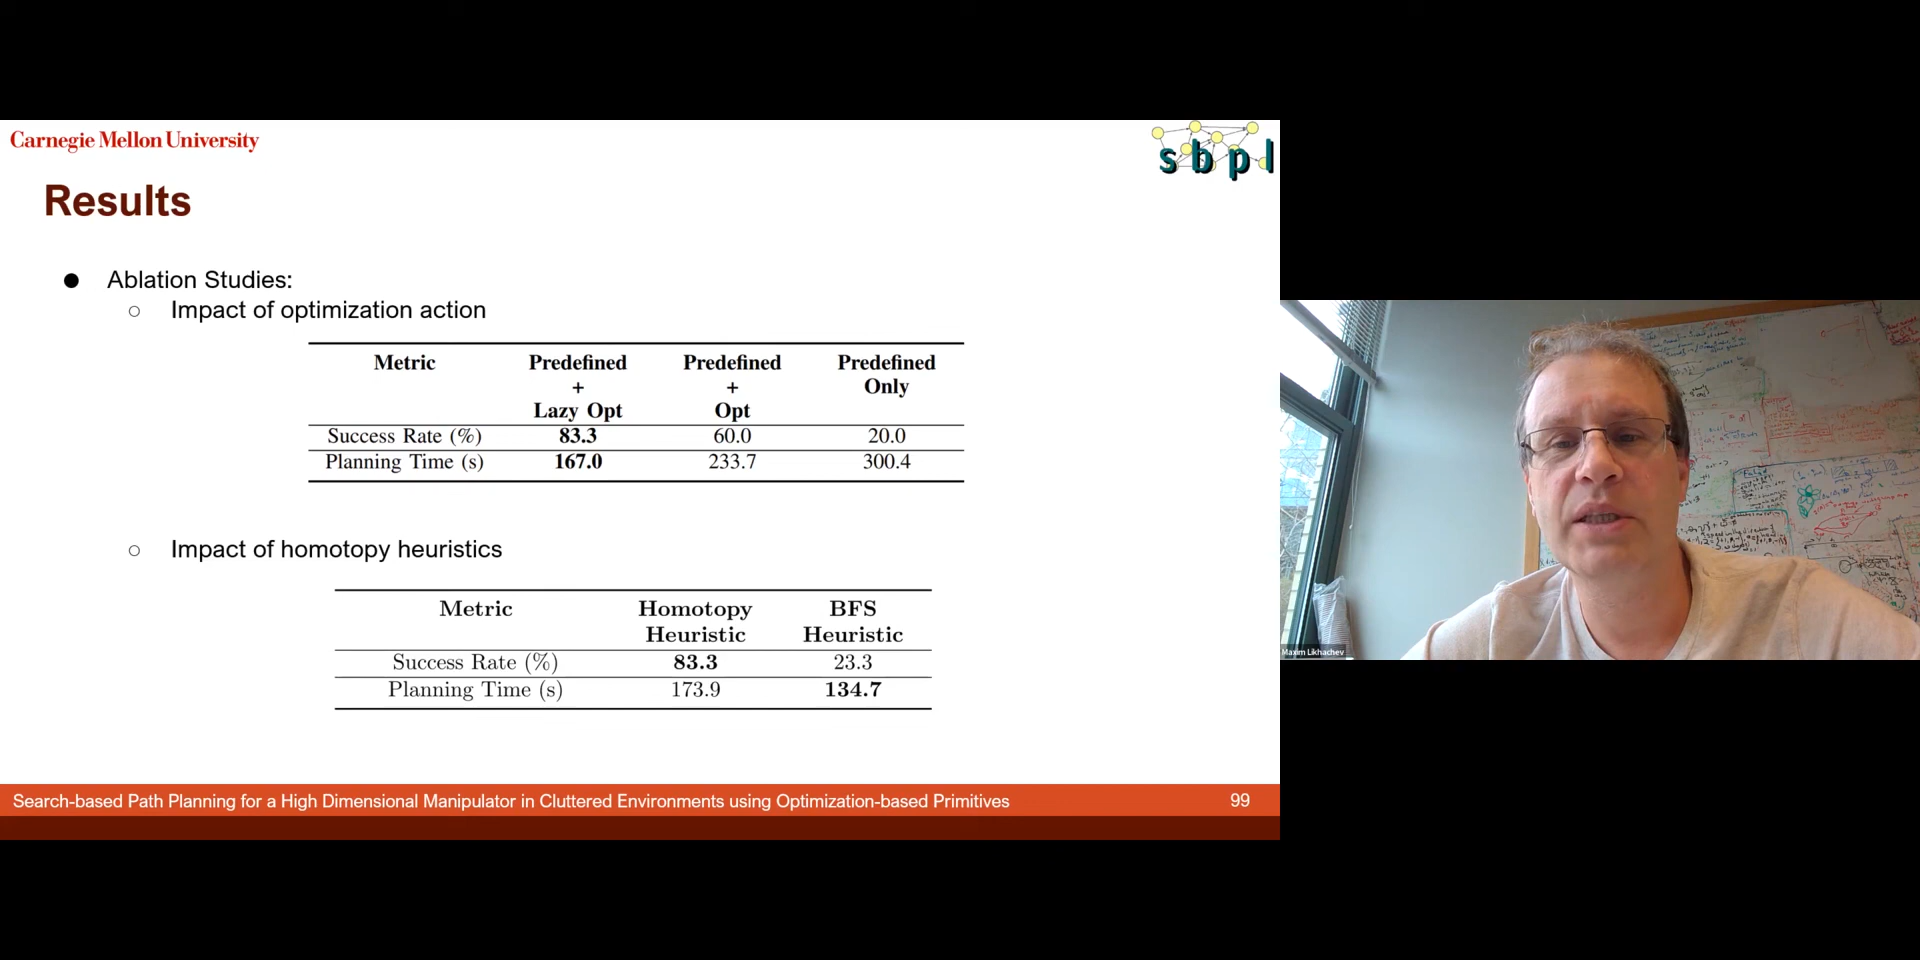 Carnegie Mellon University
sbpl
Results
● Ablation Studies:
○ Impact of optimization action
Metric Predefined + Lazy Opt Predefined + Opt Predefined Only
Success Rate (%) 83.3 60.0 20.0
Planning Time (s) 167.0 233.7 300.4
○ Impact of homotopy heuristics
Metric Homotopy Heuristic BFS Heuristic
Success Rate (%) 83.3 23.3
Planning Time (s) 173.9 134.7
Search-based Path Planning for a High Dimensional Manipulator in Cluttered Environments using Optimization-based Primitives 99
Maxim Likhachev